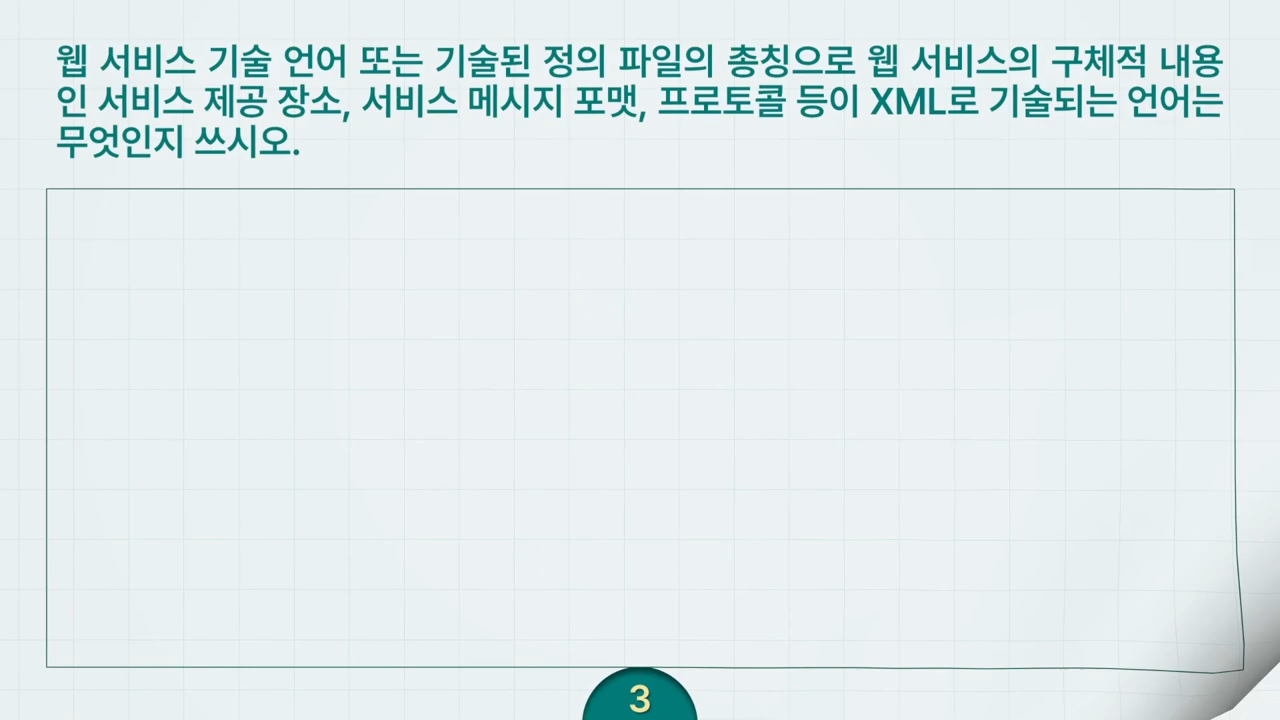 웹 서비스 기술 언어 또는 기술된 정의 파일의 총칭으로 웹 서비스의 구체적 내용
인 서비스 제공 장소, 서비스 메시지 포맷, 프로토콜 등이 XML로 기술되는 언어는
무엇인지 쓰시오.
3